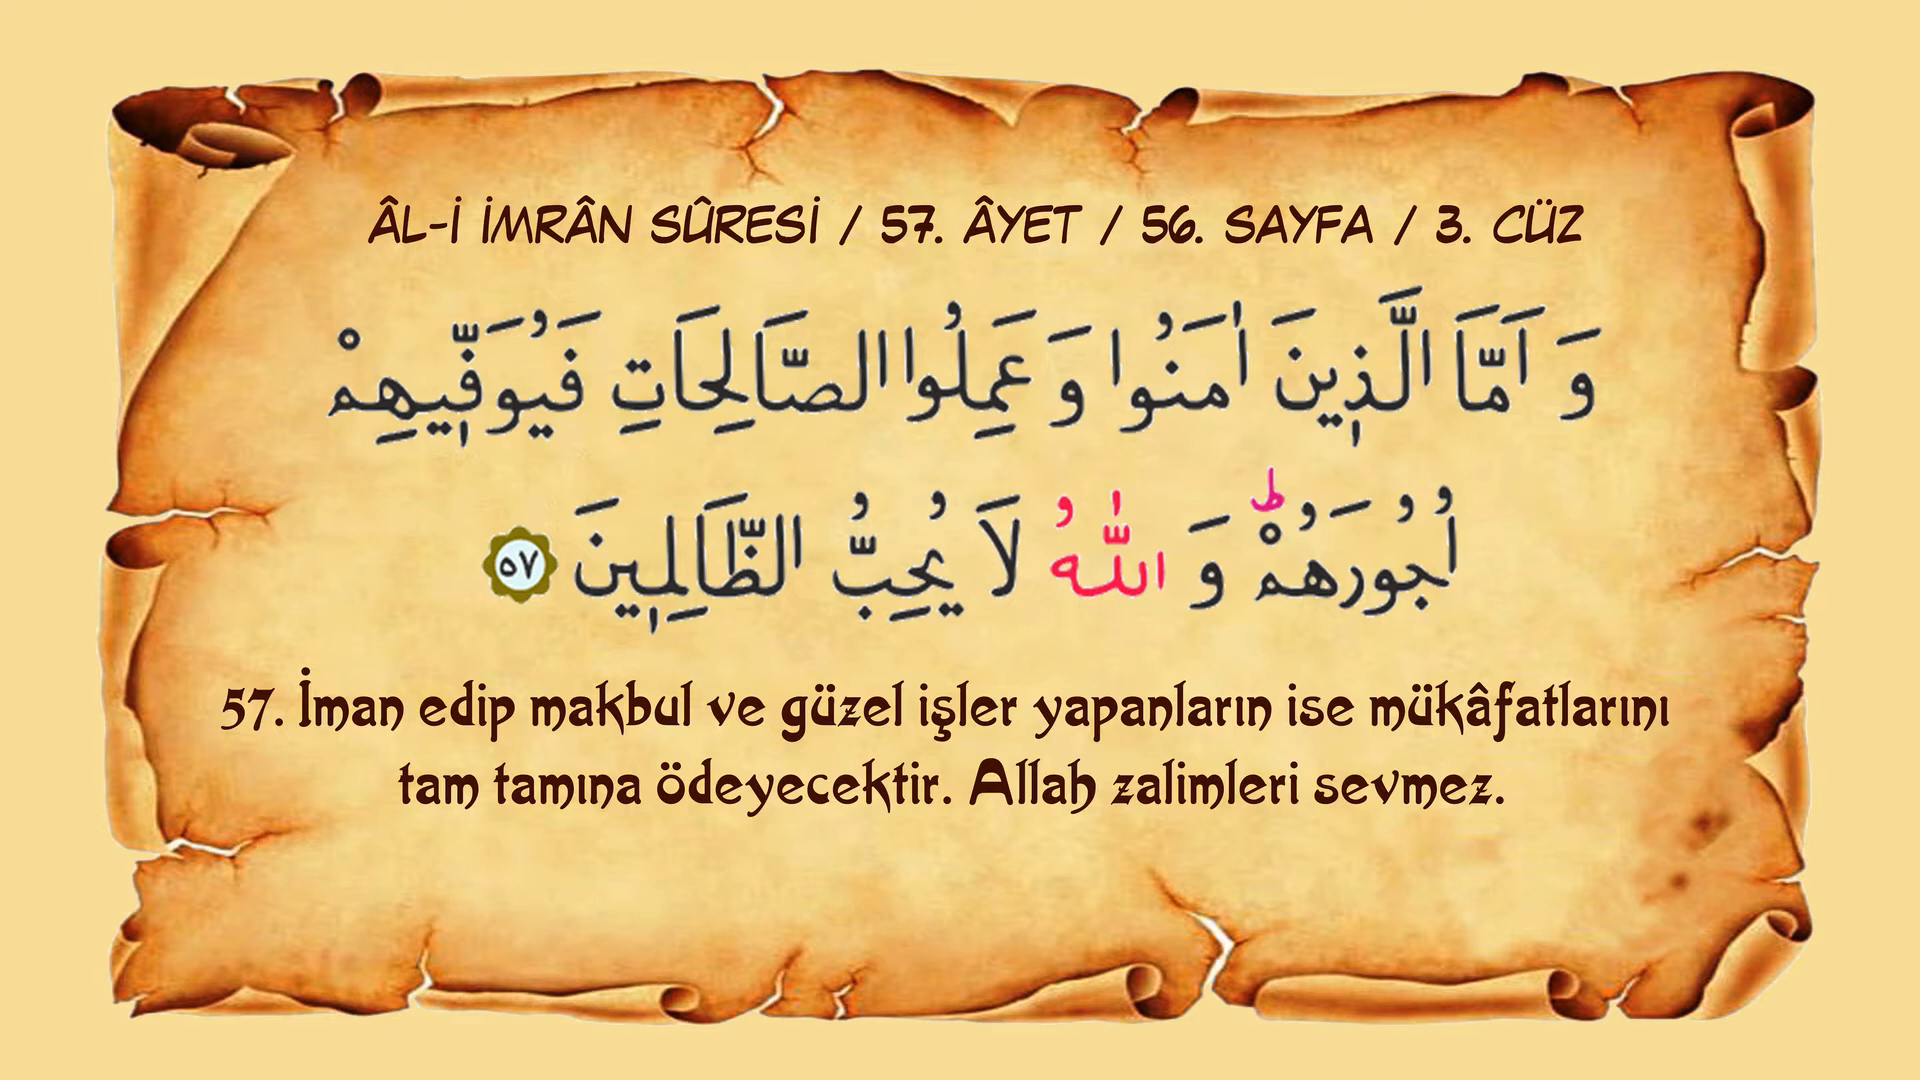 ÂL-İ İMRÂN SÛRESİ / 57. ÂYET / 56. SAYFA / 3. CÜZ
وَ اَمَّا الَّذ۪ينَ اٰمَنُوا وَ عَمِلُوا الصَّالِحَاتِ فَيُوَفّ۪يهِمْ
اُجُورَهُمْۜ وَ اللّٰهُ لَا يُحِبُّ الظَّالِم۪ينَ ٥٧
57. İman edip makbul ve güzel işler yapanların ise mükâfatlarını
tam tamına ödeyecektir. Allah zalimleri sevmez.